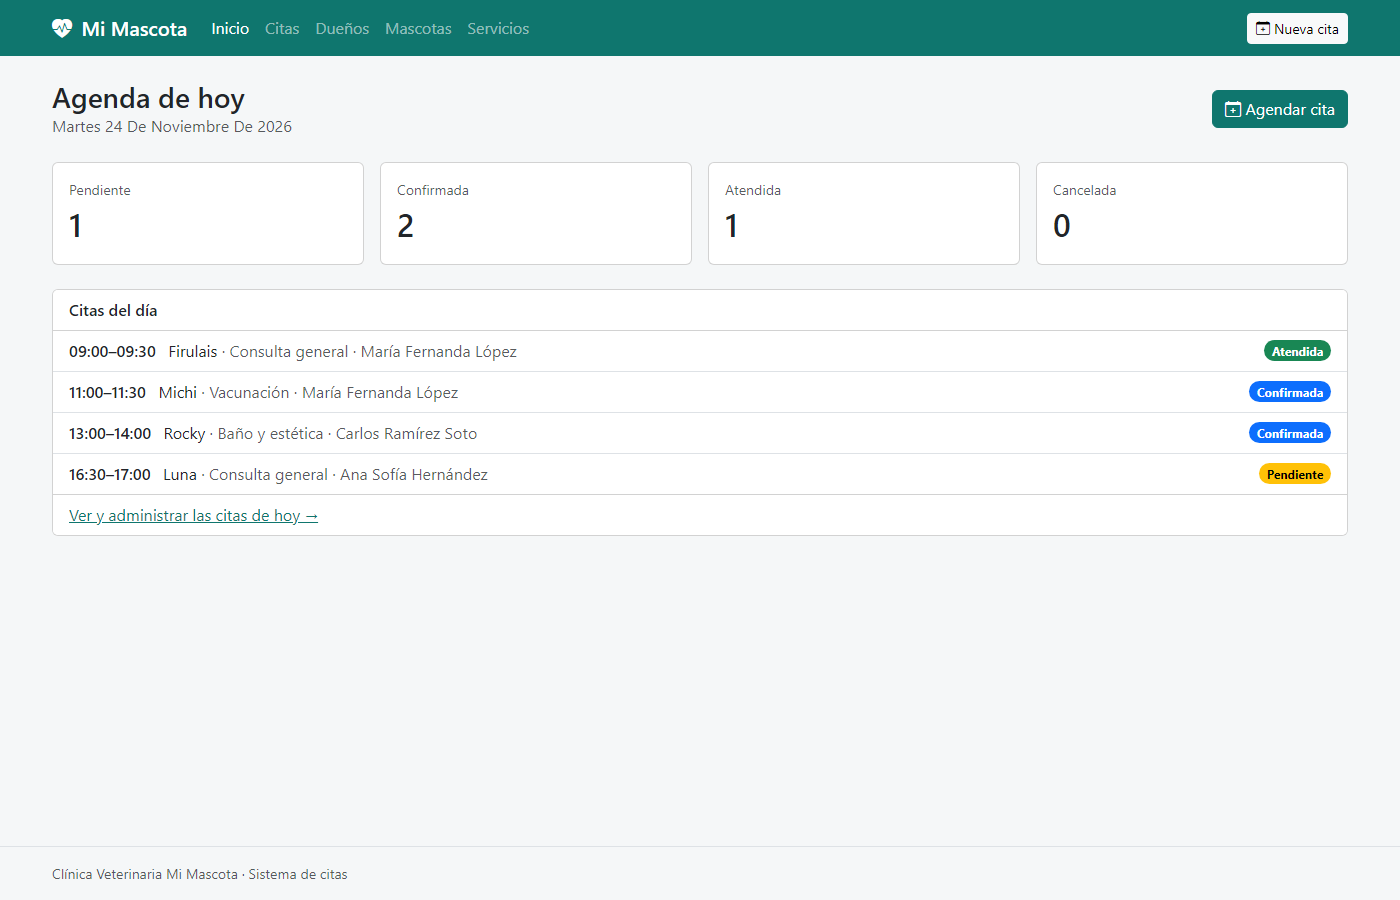 Mi Mascota Inicio Citas Dueños Mascotas Servicios Nueva cita
Agenda de hoy
Martes 24 De Noviembre De 2026
Agendar cita
Pendiente
1
Confirmada
2
Atendida
1
Cancelada
0
Citas del día
09:00–09:30 Firulais · Consulta general · María Fernanda López Atendida
11:00–11:30 Michi · Vacunación · María Fernanda López Confirmada
13:00–14:00 Rocky · Baño y estética · Carlos Ramírez Soto Confirmada
16:30–17:00 Luna · Consulta general · Ana Sofía Hernández Pendiente
Ver y administrar las citas de hoy →
Clínica Veterinaria Mi Mascota · Sistema de citas